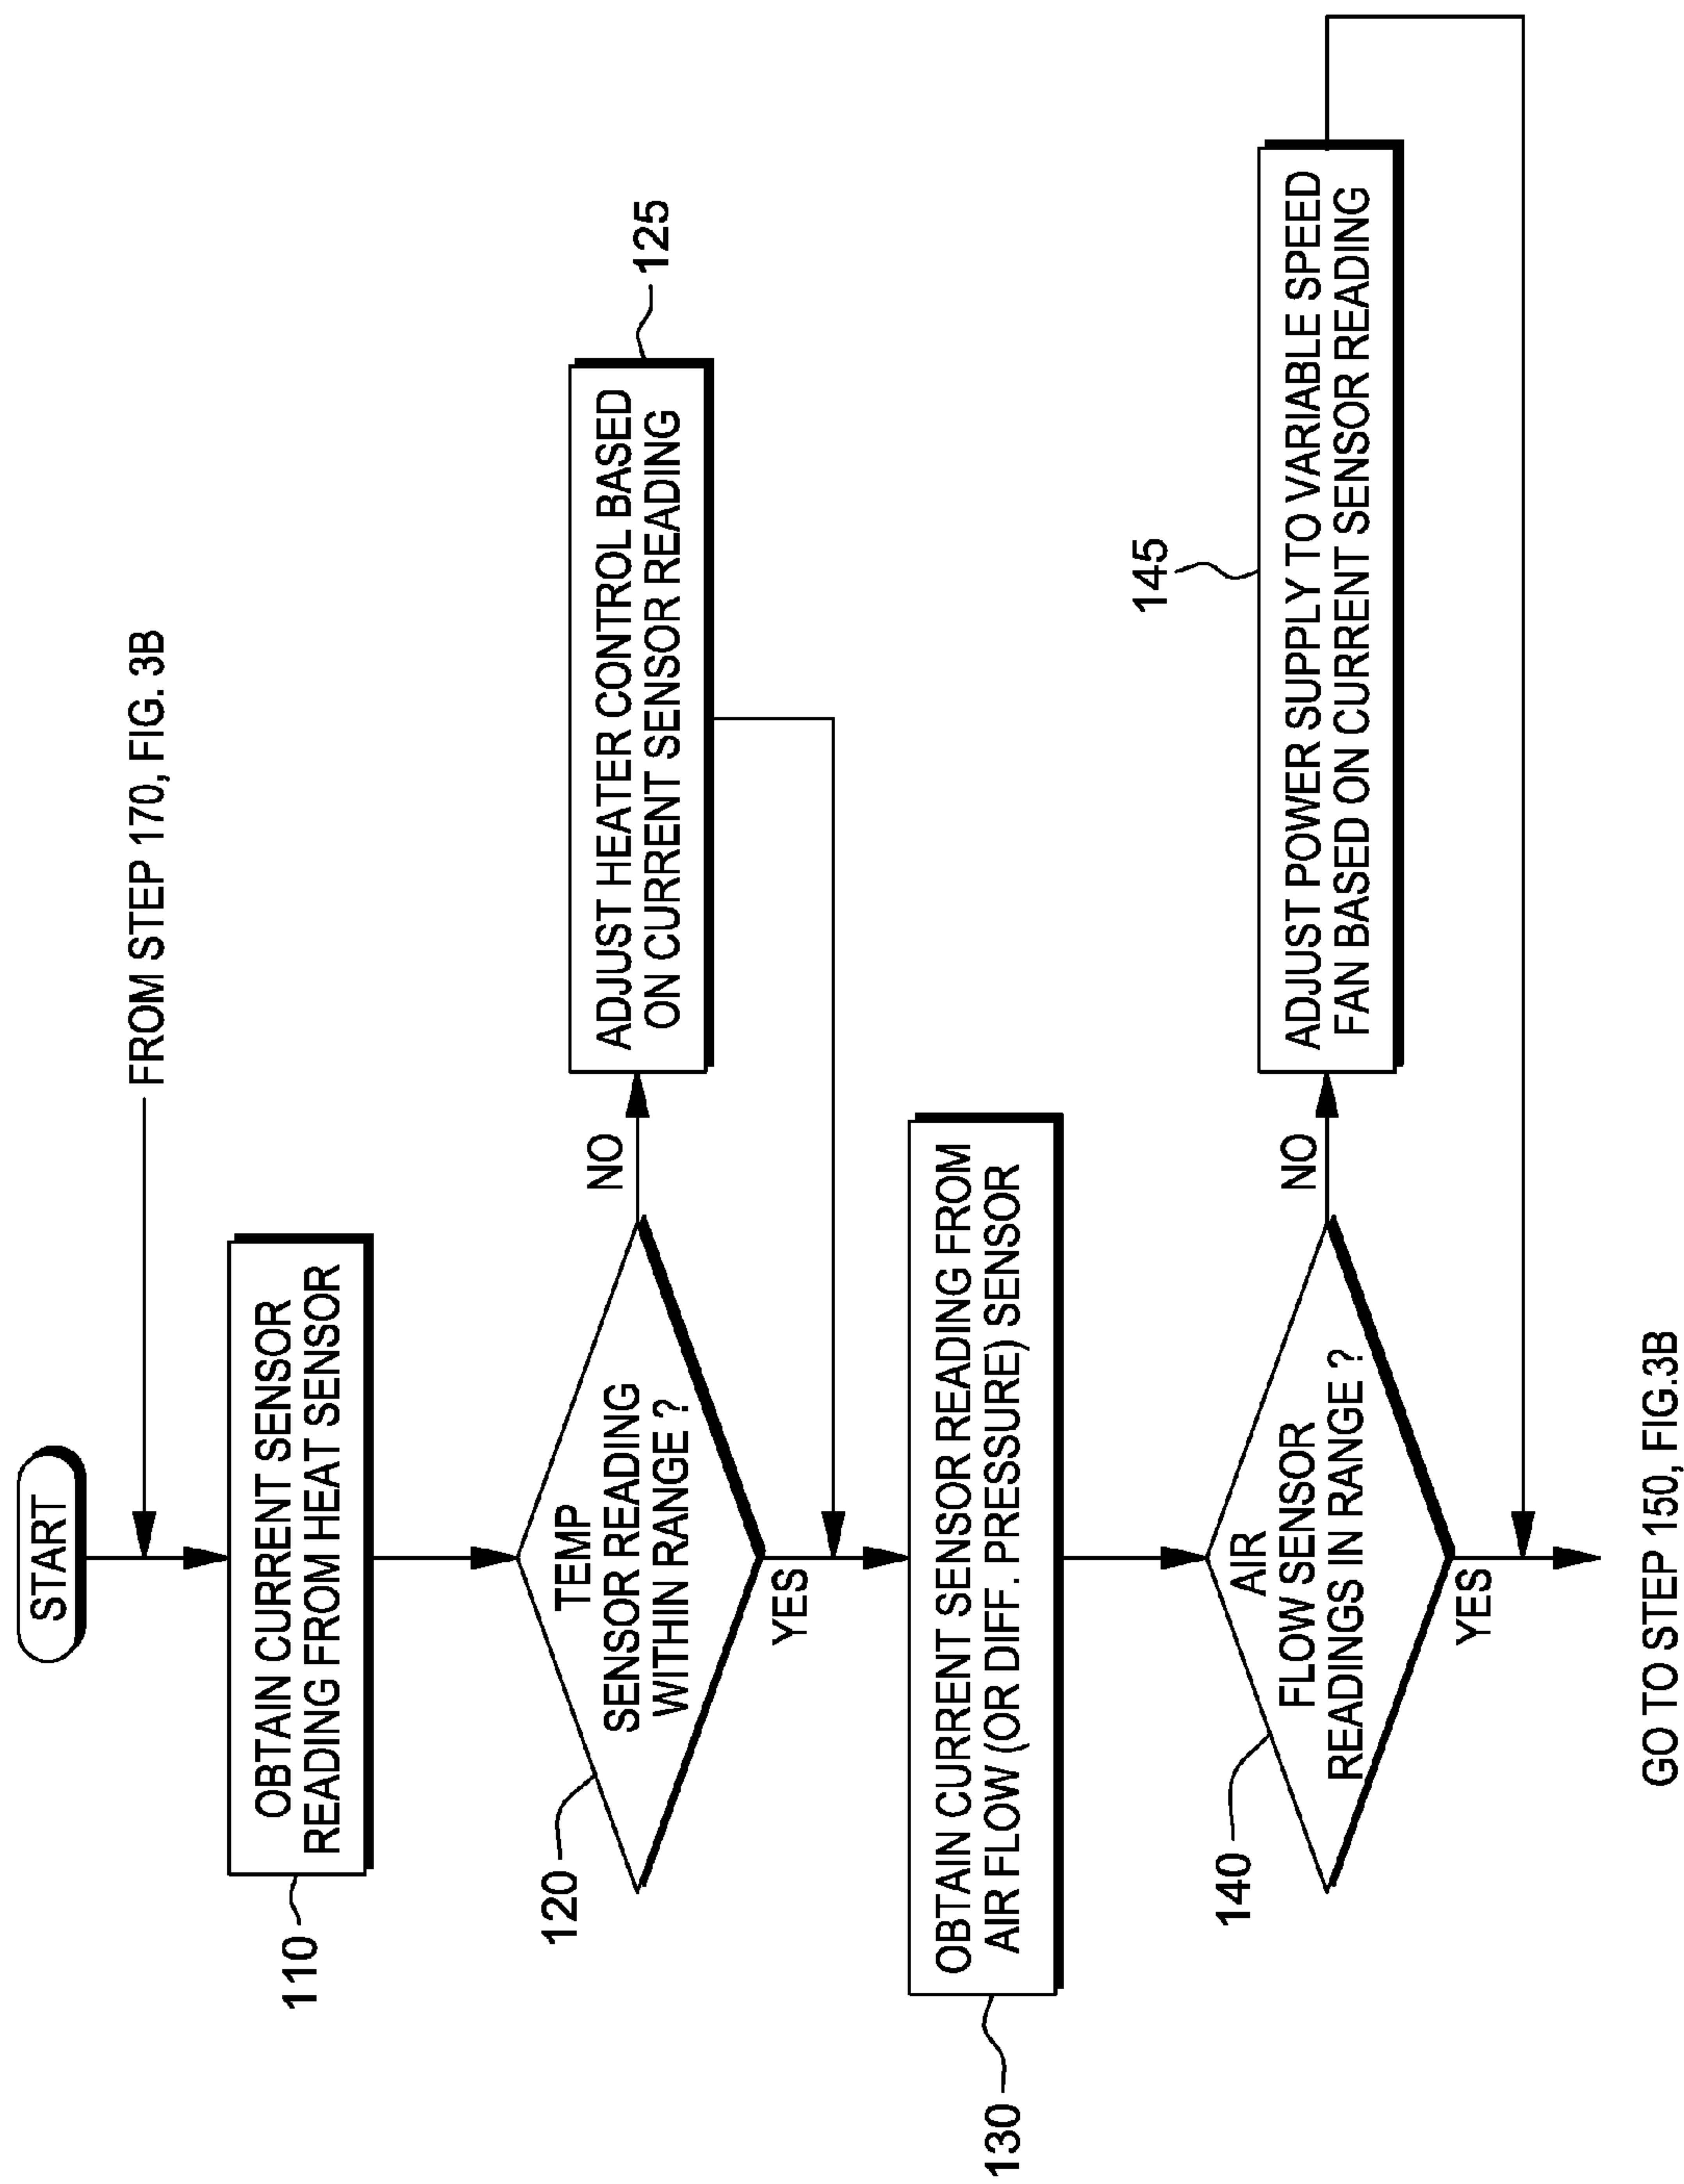 START
FROM STEP 170, FIG. 3B
110
OBTAIN CURRENT SENSOR
READING FROM HEAT SENSOR
120
TEMP
SENSOR READING
WITHIN RANGE ?
NO
ADJUST HEATER CONTROL BASED
ON CURRENT SENSOR READING
125
YES
130
OBTAIN CURRENT SENSOR READING FROM
AIR FLOW (OR DIFF. PRESSURE) SENSOR
140
AIR
FLOW SENSOR
READINGS IN RANGE ?
NO
145
ADJUST POWER SUPPLY TO VARIABLE SPEED
FAN BASED ON CURRENT SENSOR READING
YES
GO TO STEP 150, FIG.3B